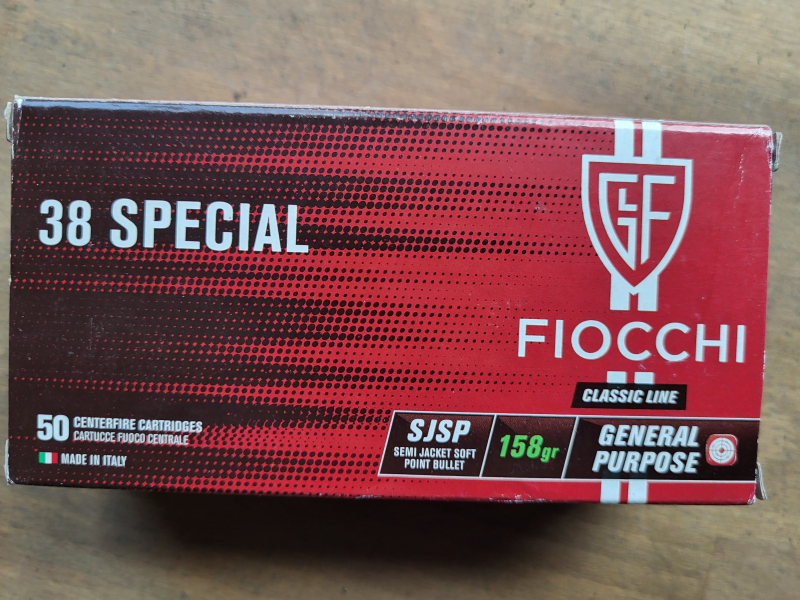 38 SPECIAL
GLF
FIOCCHI
CLASSIC LINE
50 CENTERFIRE CARTRIDGES
CARTUCCE FUOCO CENTRALE
MADE IN ITALY
SJSP
SEMI JACKET SOFT
POINT BULLET
158gr
GENERAL
PURPOSE